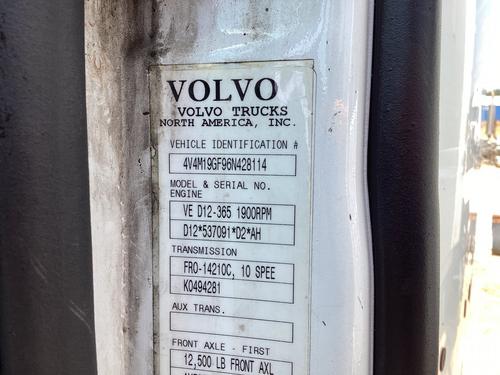 VOLVO
VOLVO TRUCKS
NORTH AMERICA, INC.
VEHICLE IDENTIFICATION #
4V4M19GF96N428114
MODEL & SERIAL NO.
ENGINE
VE D12-365 1900RPM
D12*537091*D2*AH
TRANSMISSION
FRO-14210C, 10 SPEE
K0494281
AUX TRANS.
FRONT AXLE - FIRST
12,500 LB FRONT AXL